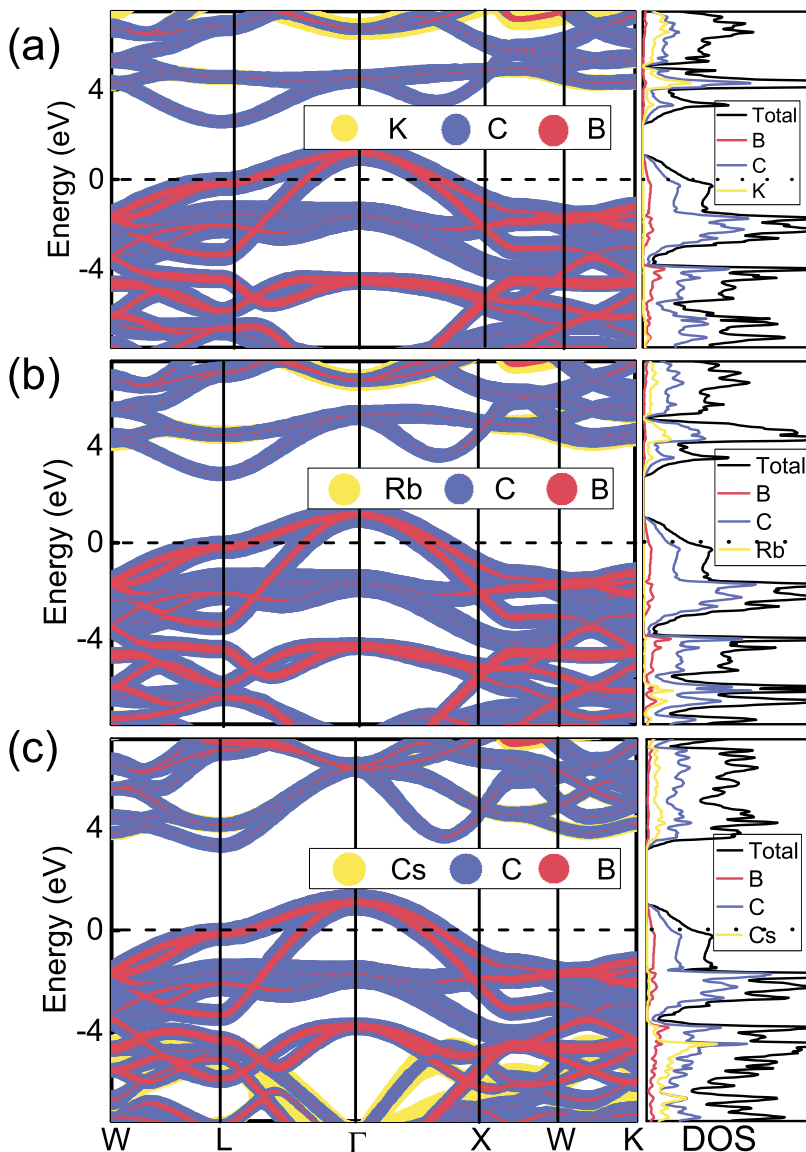 (a)
Energy (eV)
4
0
-4
K C B
Total
B
C
K
(b)
Energy (eV)
4
0
-4
Rb C B
Total
B
C
Rb
(c)
Energy (eV)
4
0
-4
Cs C B
Total
B
C
Cs
W L Γ X W K DOS